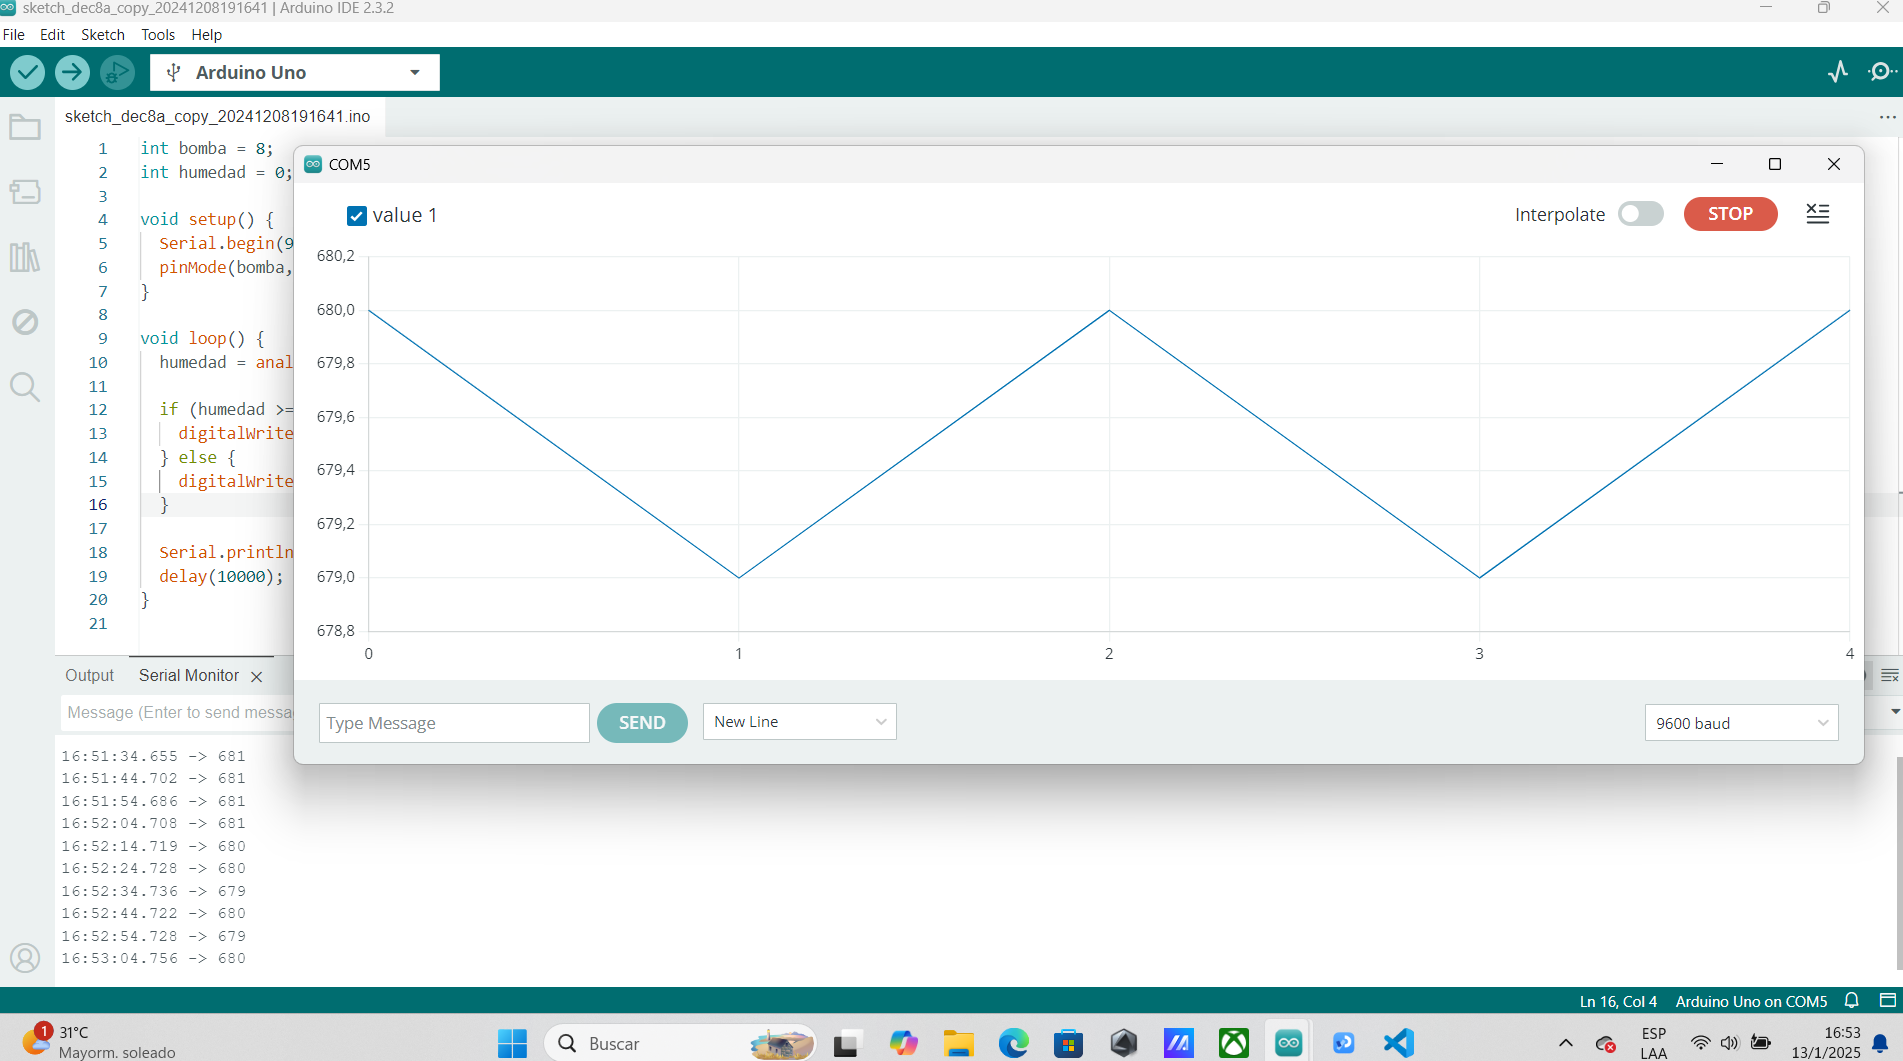 sketch_dec8a_copy_20241208191641 | Arduino IDE 2.3.2
File Edit Sketch Tools Help
Arduino Uno
sketch_dec8a_copy_20241208191641.ino
1 int bomba = 8;
2 int humedad = 0;
3
4 void setup() {
5 Serial.begin(9
6 pinMode(bomba,
7 }
8
9 void loop() {
10 humedad = anal
11
12 if (humedad >=
13 digitalWrite
14 } else {
15 digitalWrite
16 }
17
18 Serial.println
19 delay(10000);
20 }
21
COM5
value 1
Interpolate STOP
680,2
680,0
679,8
679,6
679,4
679,2
679,0
678,8
0 1 2 3 4
Type Message SEND New Line 9600 baud
Output Serial Monitor
Message (Enter to send messa
16:51:34.655 -> 681
16:51:44.702 -> 681
16:51:54.686 -> 681
16:52:04.708 -> 681
16:52:14.719 -> 680
16:52:24.728 -> 680
16:52:34.736 -> 679
16:52:44.722 -> 680
16:52:54.728 -> 679
16:53:04.756 -> 680
Ln 16, Col 4 Arduino Uno on COM5
1
31°C
Mayorm. soleado
Buscar
ESP
LAA
16:53
13/1/2025